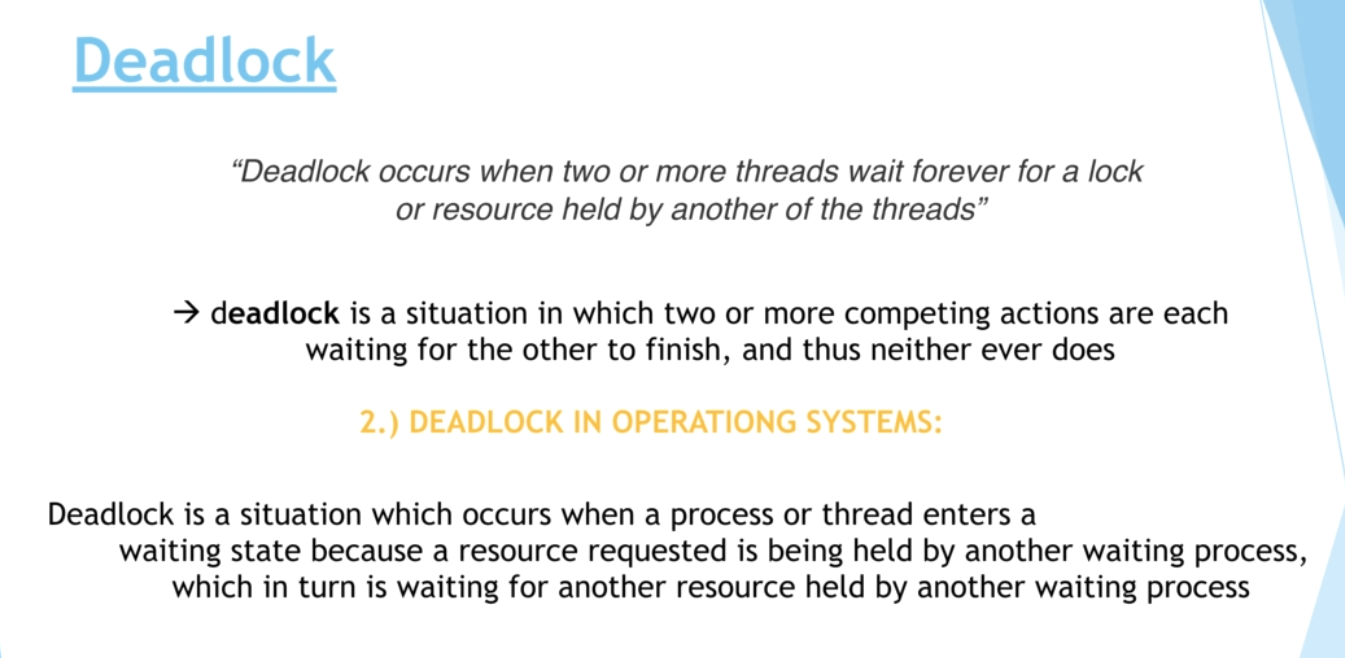 Deadlock
“Deadlock occurs when two or more threads wait forever for a lock
or resource held by another of the threads”
→ deadlock is a situation in which two or more competing actions are each
waiting for the other to finish, and thus neither ever does
2.) DEADLOCK IN OPERATIONG SYSTEMS:
Deadlock is a situation which occurs when a process or thread enters a
waiting state because a resource requested is being held by another waiting process,
which in turn is waiting for another resource held by another waiting process